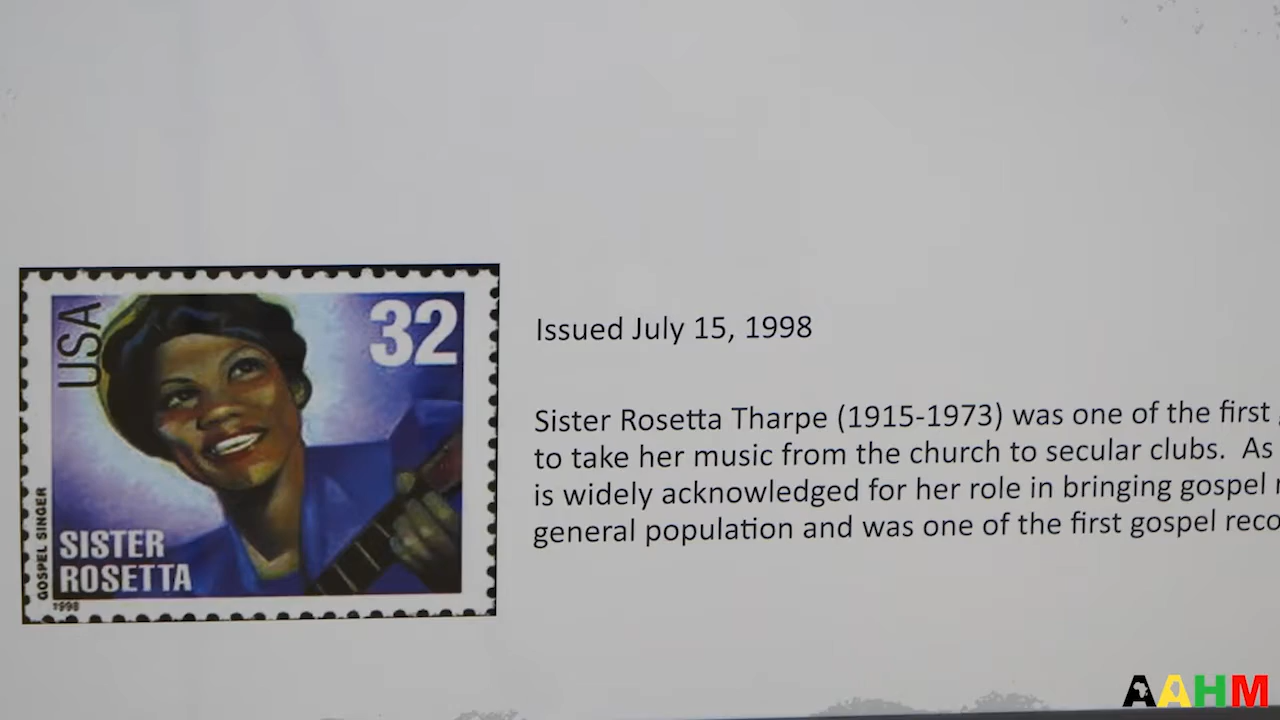 USA
32
GOSPEL SINGER
SISTER
ROSETTA
1998
Issued July 15, 1998
Sister Rosetta Tharpe (1915-1973) was one of the first
to take her music from the church to secular clubs. As
is widely acknowledged for her role in bringing gospel
general population and was one of the first gospel
AAHM